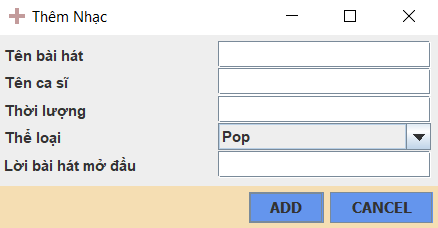 Thêm Nhạc
Tên bài hát
Tên ca sĩ
Thời lượng
Thể loại Pop
Lời bài hát mở đầu
ADD CANCEL